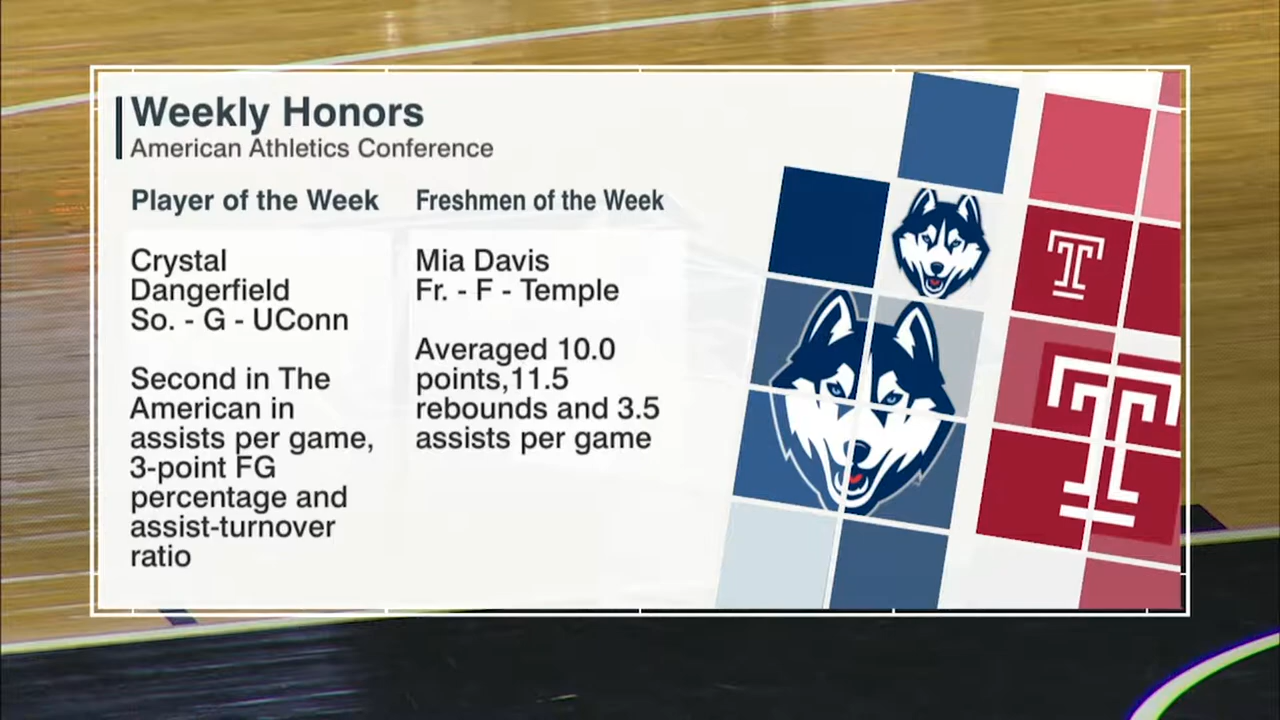 Weekly Honors
American Athletics Conference
Player of the Week
Crystal
Dangerfield
So. - G - UConn
Second in The
American in
assists per game,
3-point FG
percentage and
assist-turnover
ratio
Freshmen of the Week
Mia Davis
Fr. - F - Temple
Averaged 10.0
points,11.5
rebounds and 3.5
assists per game
T
T